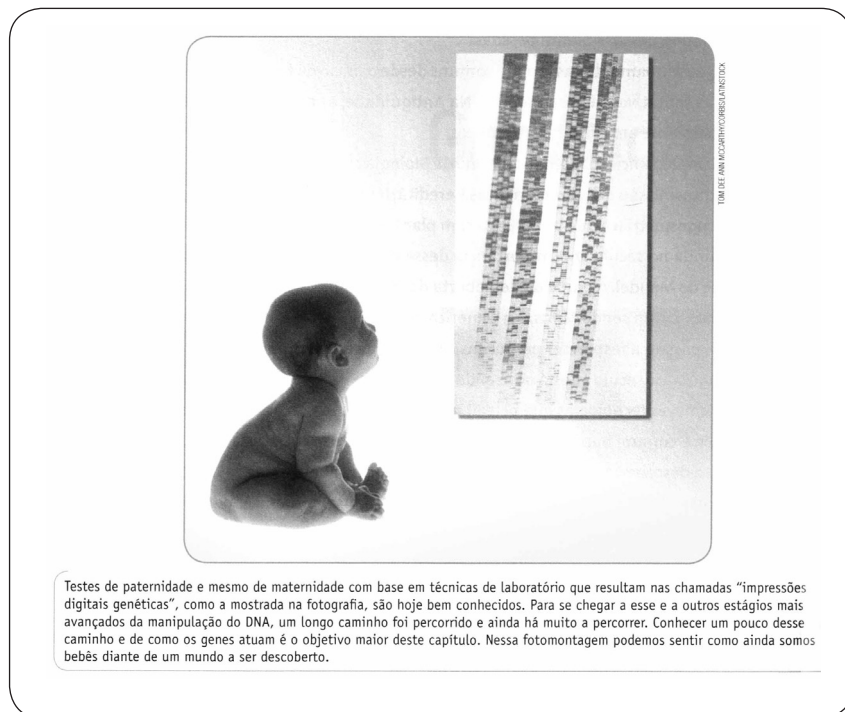 TOM DEE ANN MCCARTHY/CORBIS/LATINSTOCK
Testes de paternidade e mesmo de maternidade com base em técnicas de laboratório que resultam nas chamadas “impressões
digitais genéticas”, como a mostrada na fotografia, são hoje bem conhecidos. Para se chegar a esse e a outros estágios mais
avançados da manipulação do DNA, um longo caminho foi percorrido e ainda há muito a percorrer. Conhecer um pouco desse
caminho e de como os genes atuam é o objetivo maior deste capítulo. Nessa fotomontagem podemos sentir como ainda somos
bebês diante de um mundo a ser descoberto.